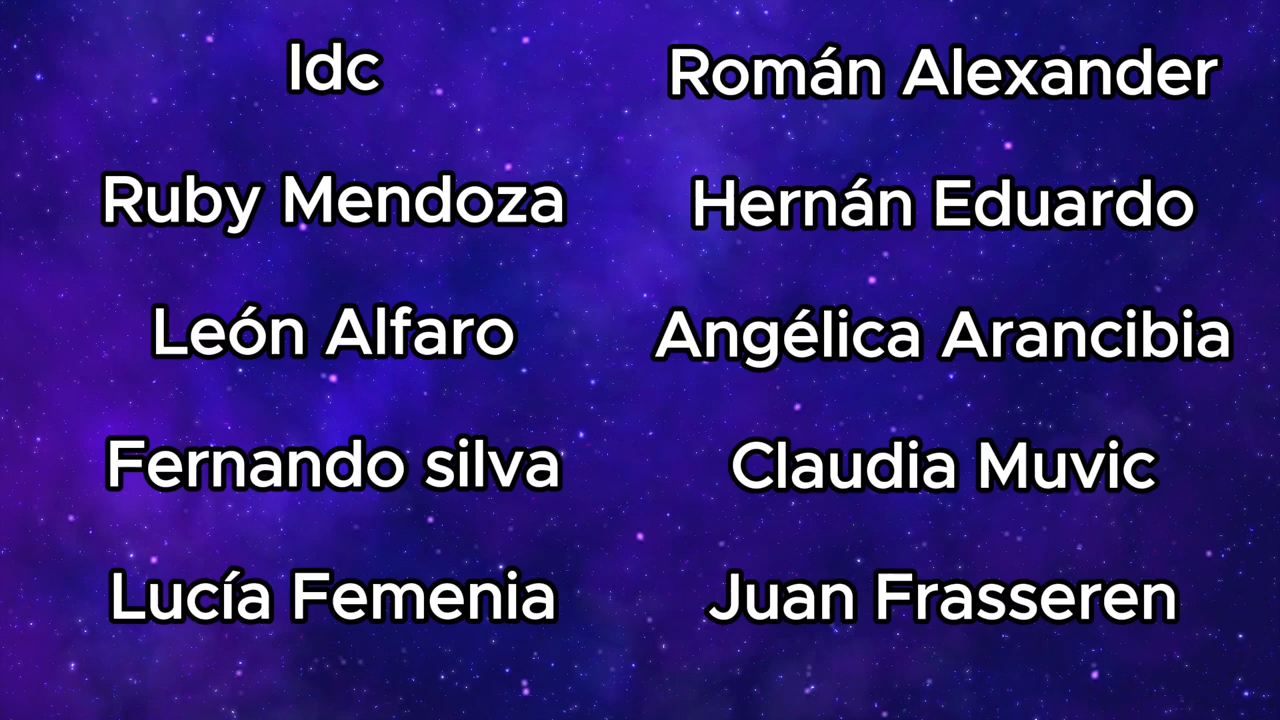 Idc
Román Alexander
Ruby Mendoza
Hernán Eduardo
León Alfaro
Angélica Arancibia
Fernando silva
Claudia Muvic
Lucía Femenia
Juan Frasseren